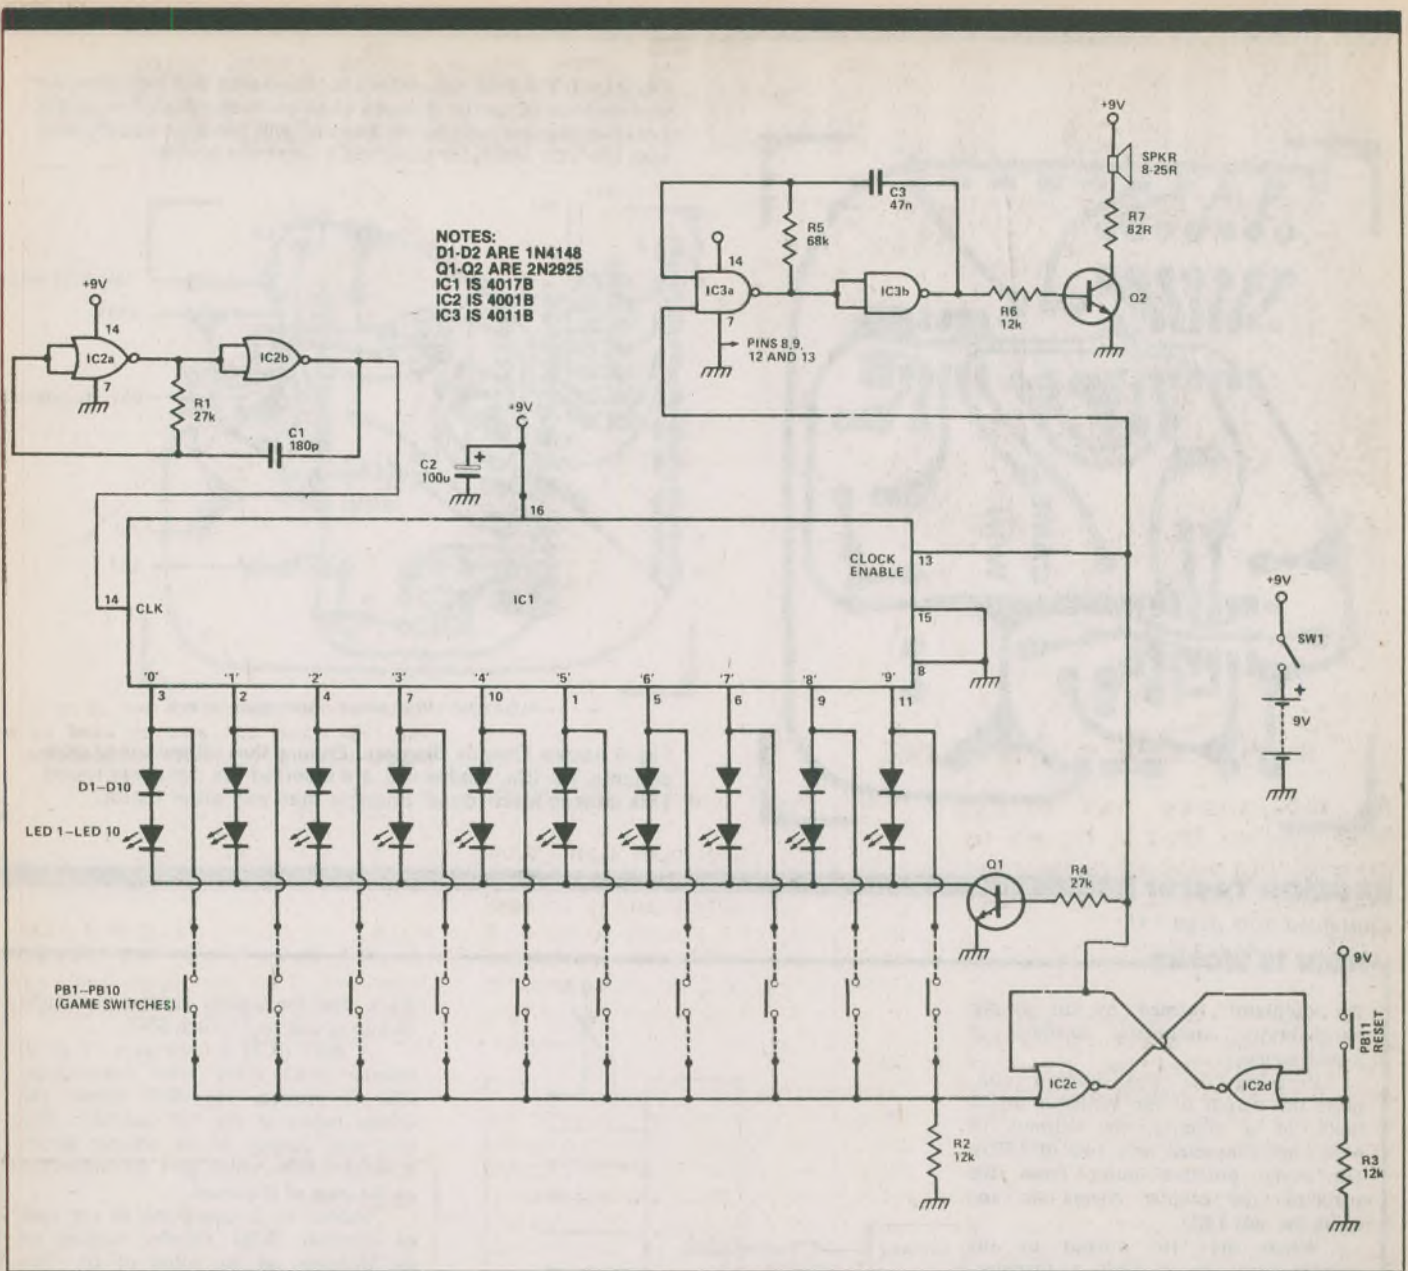 +9V
SPKR
8-25R
R7
82R
Q2
C3
47n
R5
68k
14
IC3a
7
IC3b
R6
12k
PINS 8,9,
12 AND 13
NOTES:
D1-D2 ARE 1N4148
Q1-Q2 ARE 2N2925
IC1 IS 4017B
IC2 IS 4001B
IC3 IS 4011B
+9V
14
IC2a
7
IC2b
R1
27k
C1
180p
+9V
C2
100u
+
16
14
CLK
IC1
CLOCK
ENABLE
13
15
8
+9V
SW1
+
9V
'0' '1' '2' '3' '4' '5' '6' '7' '8' '9'
3 2 4 7 10 1 5 6 9 11
D1-D10
LED 1-LED 10
Q1
R4
27k
PB1-PB10
(GAME SWITCHES)
9V
PB11
RESET
IC2c
IC2d
R2
12k
R3
12k